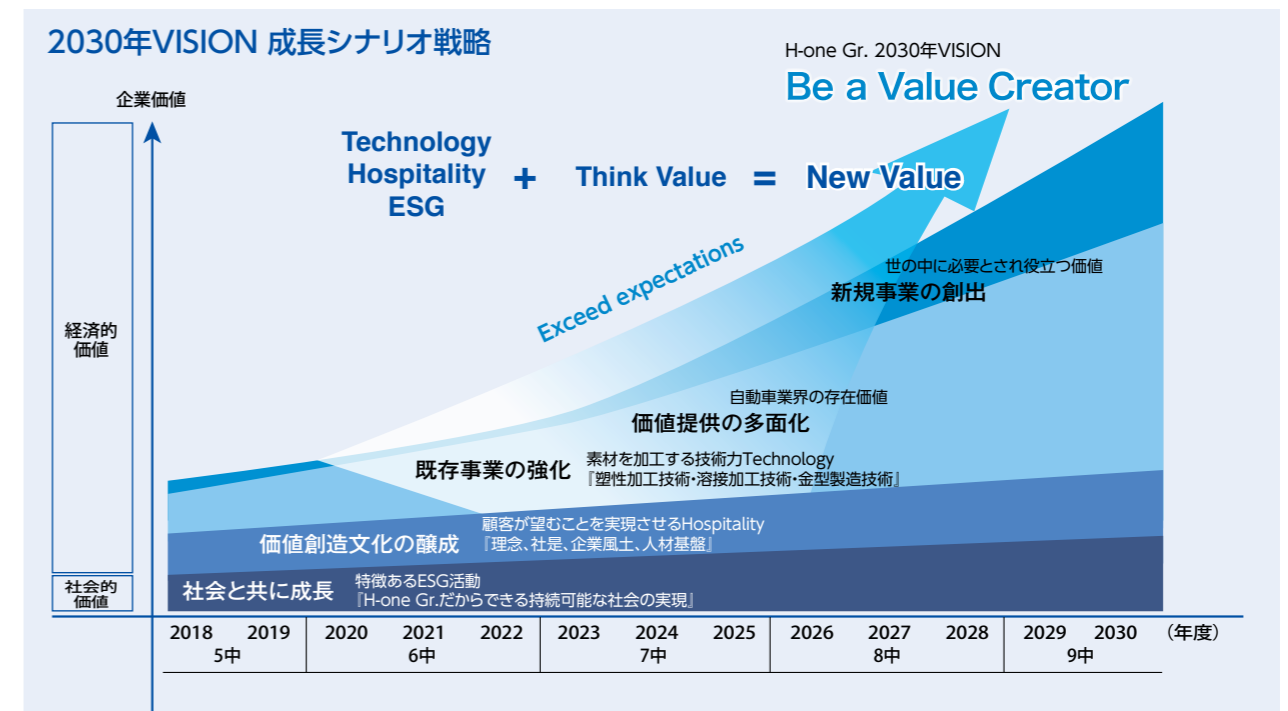 2030年VISION 成長シナリオ戦略
H-one Gr. 2030年VISION
Be a Value Creator
企業価値
Technology
Hospitality
ESG
+ Think Value = New Value
Exceed expectations
世の中に必要とされ役立つ価値
新規事業の創出
経済的
価値
自動車業界の存在価値
価値提供の多面化
既存事業の強化
素材を加工する技術力Technology
『塑性加工技術・溶接加工技術・金型製造技術』
価値創造文化の醸成
顧客が望むことを実現させるHospitality
『理念、社是、企業風土、人材基盤』
社会的
価値
社会と共に成長
特徴あるESG活動
『H-one Gr.だからできる持続可能な社会の実現』
2018 2019 2020 2021 2022 2023 2024 2025 2026 2027 2028 2029 2030 （年度）
5中 6中 7中 8中 9中